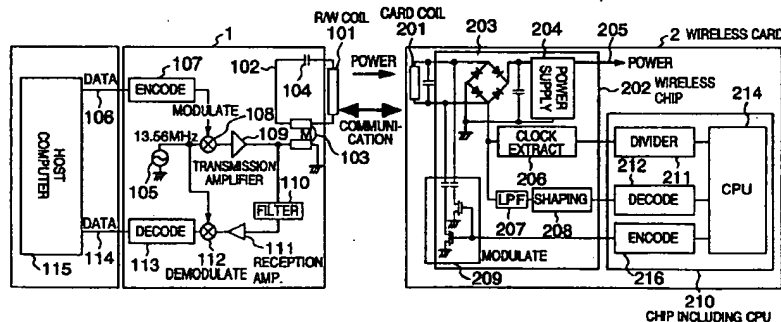 1
R/W COIL
101
CARD COIL
201
203
204
205
2 WIRELESS CARD
DATA
107
102
104
POWER
POWER
ENCODE
106
MODULATE
108
109
13.56MHz
M
103
COMMUNI-
CATION
POWER
SUPPLY
202
WIRELESS
CHIP
214
HOST
COMPUTER
TRANSMISSION
AMPLIFIER
105
110
FILTER
CLOCK
EXTRACT
206
DIVIDER
212
211
CPU
DATA
DECODE
114
113
112
DEMODULATE
111
RECEPTION
AMP.
115
LPF
207
SHAPING
208
DECODE
MODULATE
209
ENCODE
216
210
CHIP INCLUDING CPU